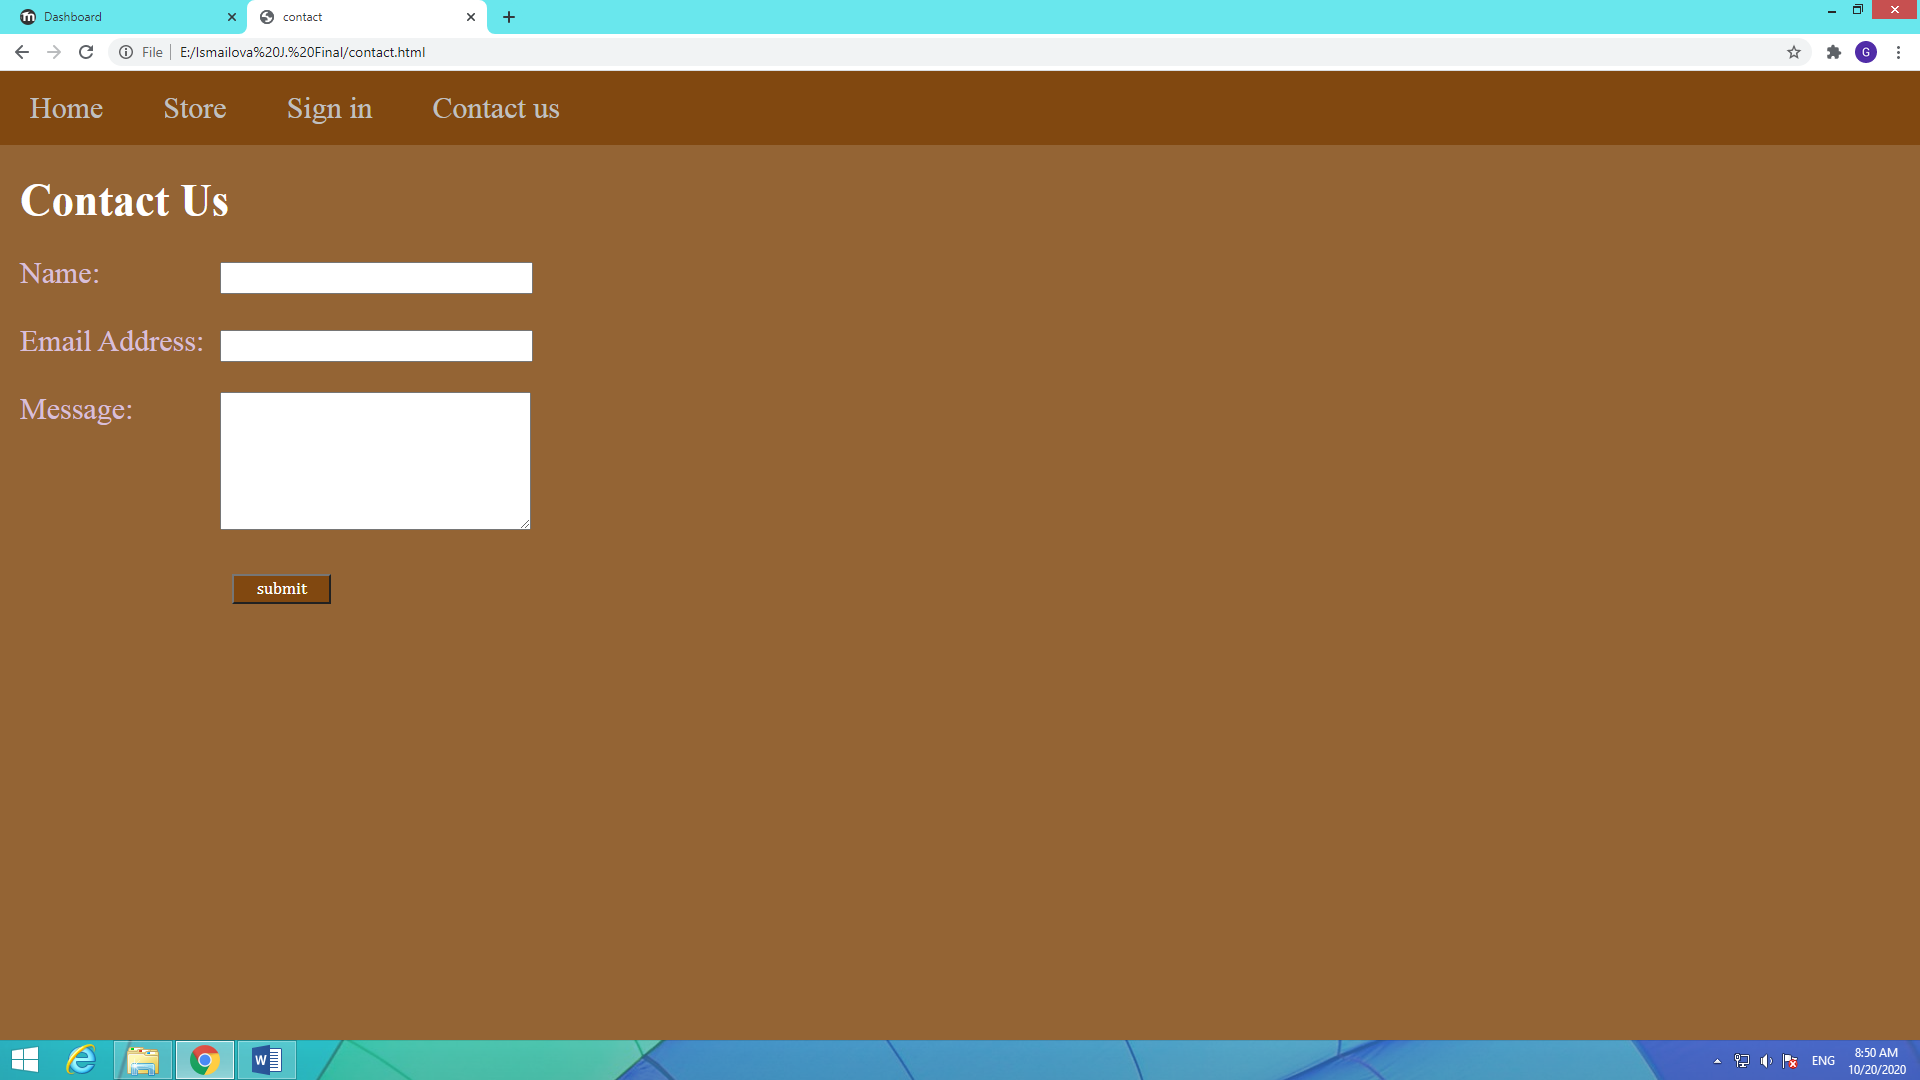 Dashboard
contact
File
E:/Ismailova%20J.%20Final/contact.html
G
Home Store Sign in Contact us
Contact Us
Name:
Email Address:
Message:
submit
ENG
8:50 AM
10/20/2020